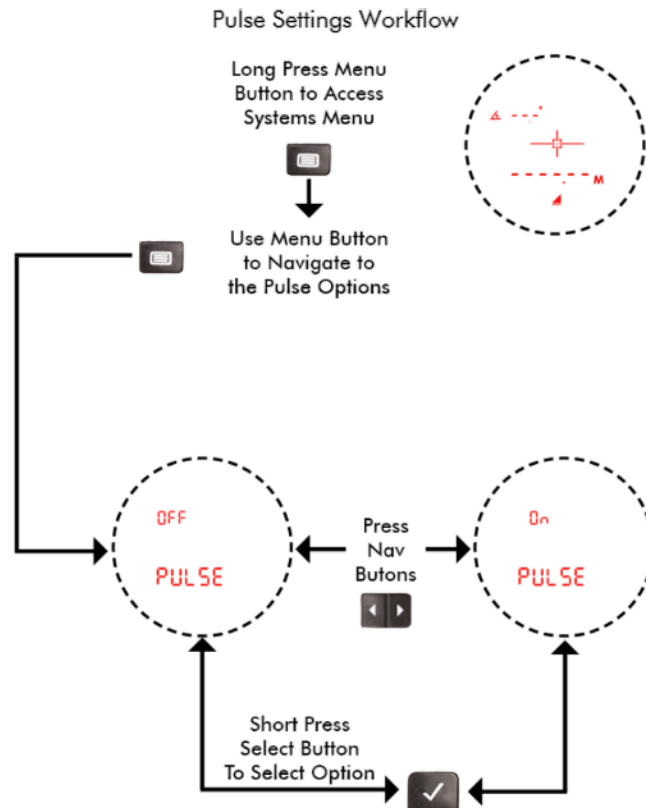 Pulse Settings Workflow
Long Press Menu
Button to Access
Systems Menu
M
Use Menu Button
to Navigate to
the Pulse Options
OFF
PULSE
Press
Nav
Butons
On
PULSE
Short Press
Select Button
To Select Option